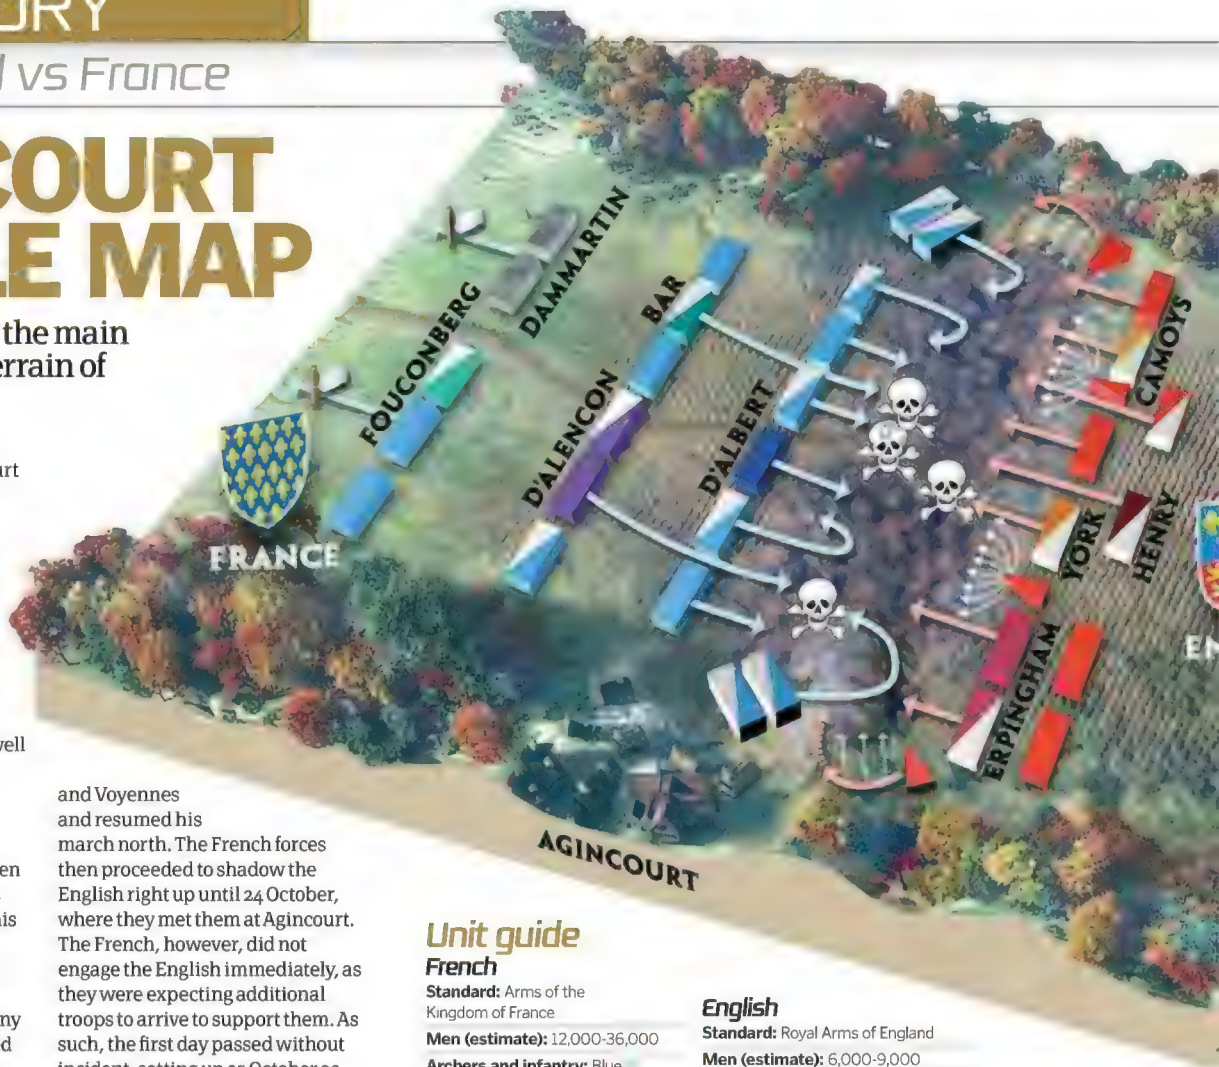 vs France
COURT
LE MAP
the main
errain of
and Voyennes
and resumed his
march north. The French forces
then proceeded to shadow the
English right up until 24 October,
where they met them at Agincourt.
The French, however, did not
engage the English immediately, as
they were expecting additional
troops to arrive to support them. As
such, the first day passed without
FRANCE
FOUCONBERG
DAMMARTIN
BAR
D'ALENCON
D'ALBERT
CAMOYS
YORK
HENRY
ERPINGHAM
AGINCOURT
Unit guide
French
Standard: Arms of the
Kingdom of France
Men (estimate): 12,000-36,000
Archers and infantry: Blue
English
Standard: Royal Arms of England
Men (estimate): 6,000-9,000